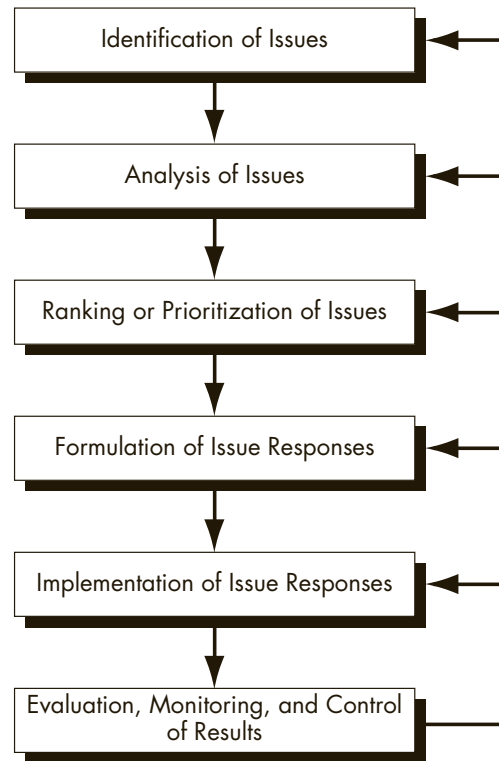 Identification of Issues
Analysis of Issues
Ranking or Prioritization of Issues
Formulation of Issue Responses
Implementation of Issue Responses
Evaluation, Monitoring, and Control
of Results